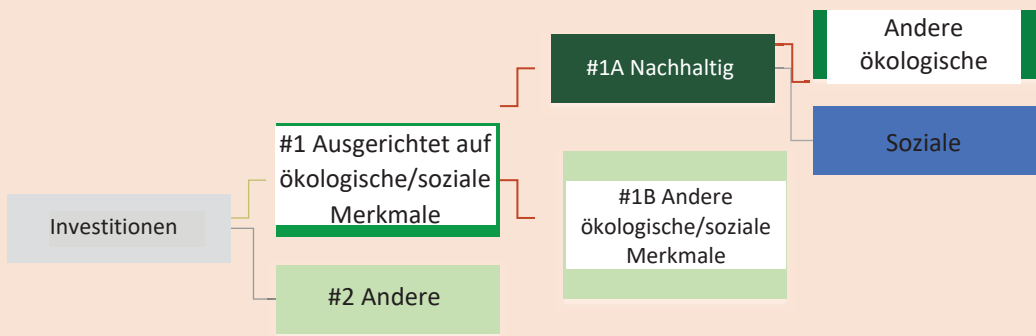 Investitionen
#1 Ausgerichtet auf
ökologische/soziale
Merkmale
#2 Andere
#1A Nachhaltig
#1B Andere
ökologische/soziale
Merkmale
Andere
ökologische
Soziale